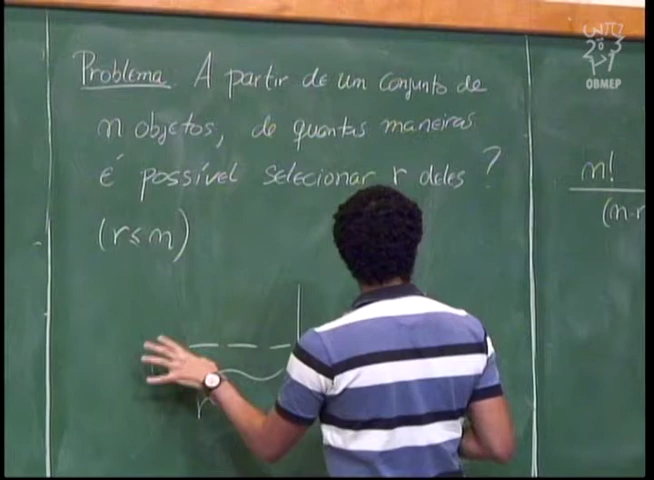 Problema. A partir de um conjunto de
n objetos, de quantas maneiras
é possível selecionar r deles?
(r≤n)
r
n!
(n-r
OBMEP